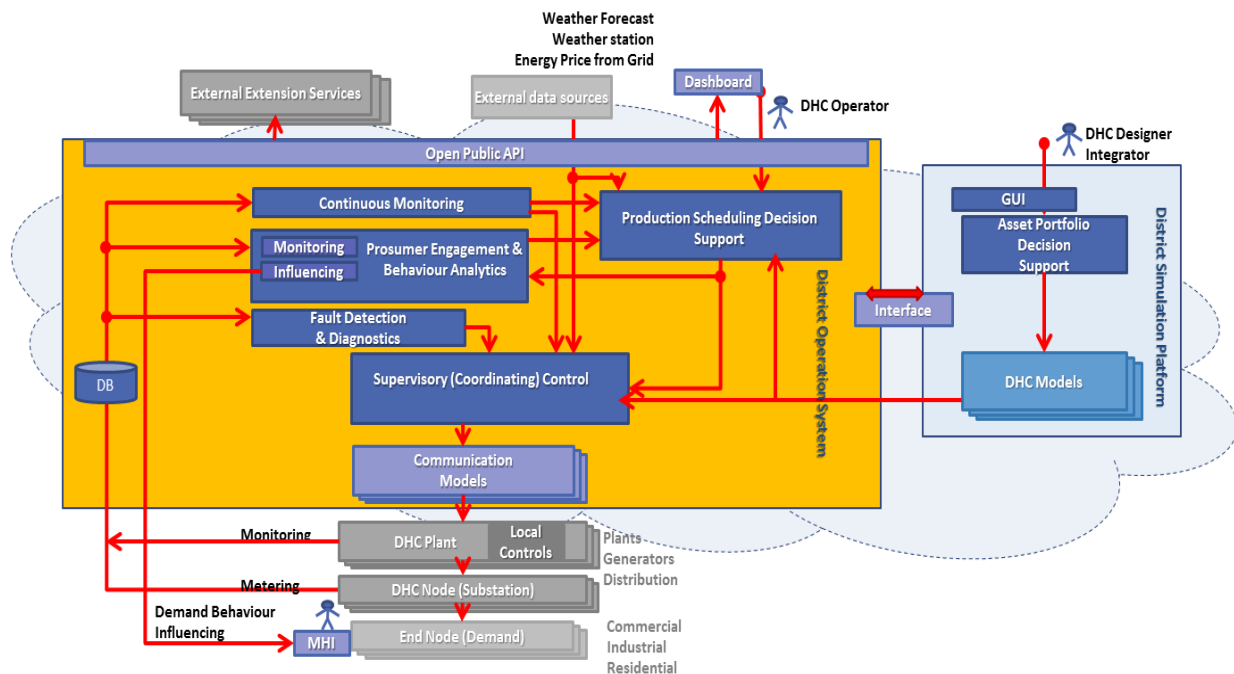 Weather Forecast
Weather station
Energy Price from Grid
External Extension Services
External data sources
Dashboard
DHC Operator
DHC Designer
Integrator
Open Public API
Continuous Monitoring
Monitoring
Influencing
Prosumer Engagement &
Behaviour Analytics
Fault Detection
& Diagnostics
Production Scheduling Decision
Support
Supervisory (Coordinating) Control
DB
Communication
Models
District Operation System
Interface
GUI
Asset Portfolio
Decision
Support
DHC Models
District Simulation Platform
Monitoring
DHC Plant
Local
Controls
Plants
Generators
Distribution
Metering
DHC Node (Substation)
Demand Behaviour
Influencing
MHI
End Node (Demand)
Commercial
Industrial
Residential